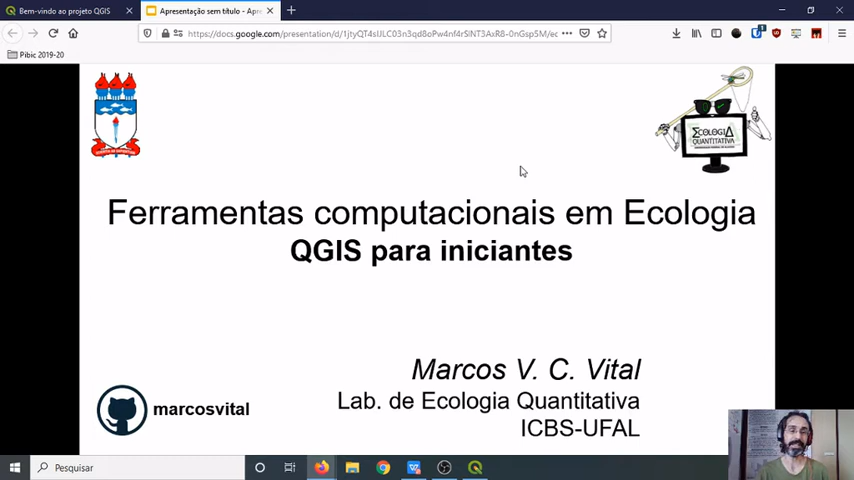 Bem-vindo ao projeto QGIS
Apresentação sem título - Apre
Pibic 2019-20
ECOLOGIA
QUANTITATIVA
Ferramentas computacionais em Ecologia
QGIS para iniciantes
Marcos V. C. Vital
Lab. de Ecologia Quantitativa
ICBS-UFAL
marcosvital
Pesquisar